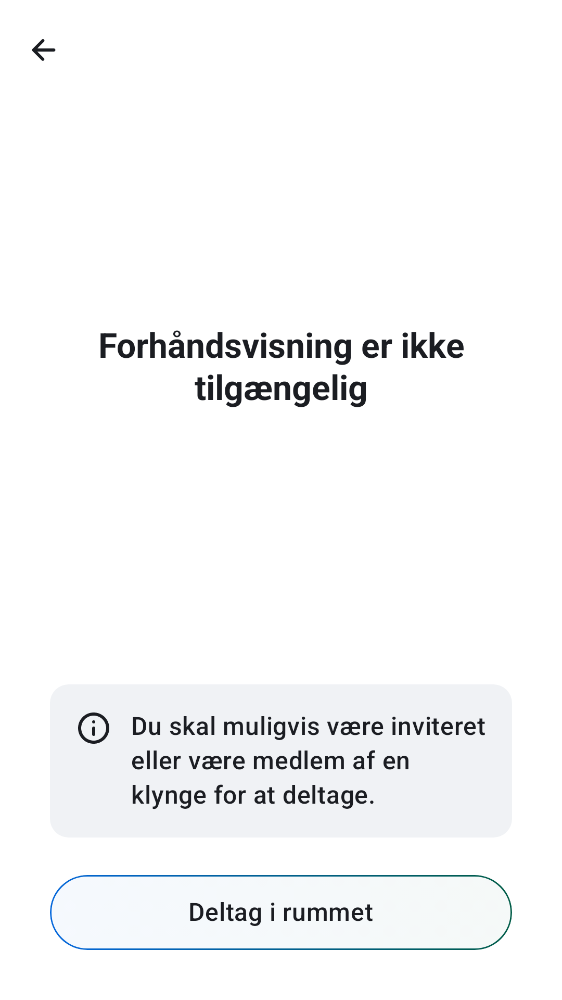 Forhåndsvisning er ikke
tilgængelig
Du skal muligvis være inviteret
eller være medlem af en
klynge for at deltage.
Deltag i rummet